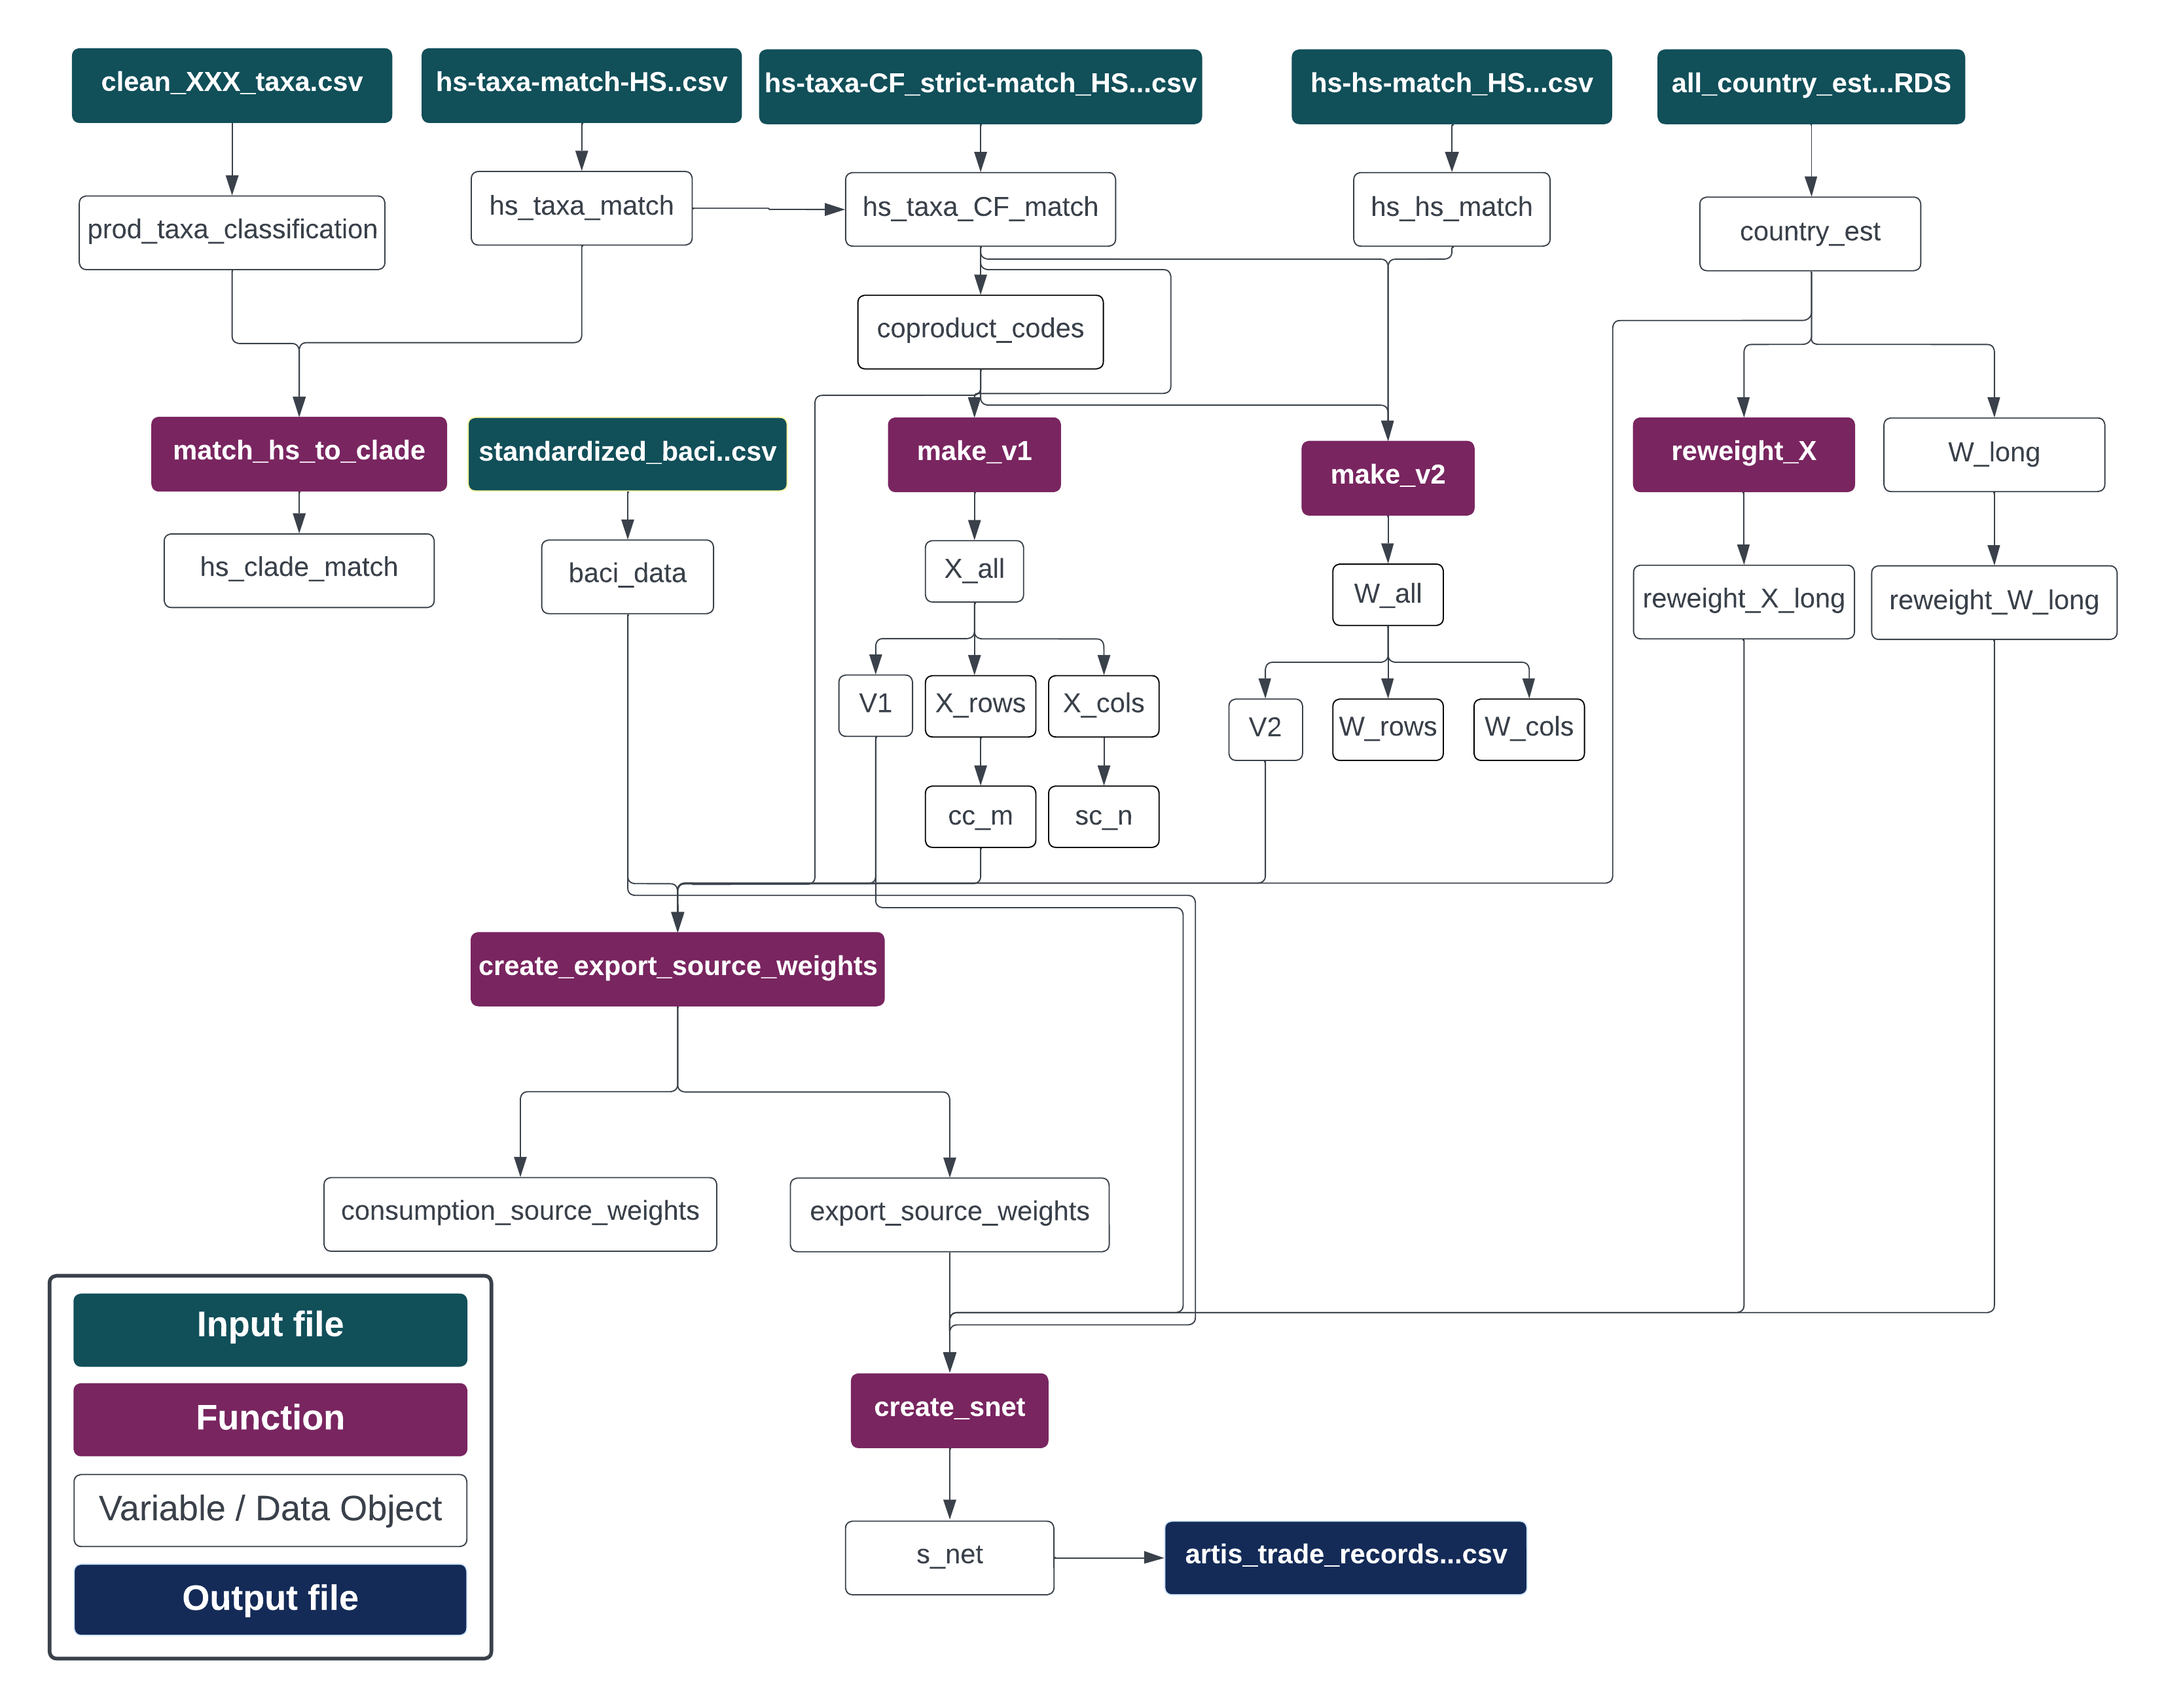 clean_XXX_taxa.csv
hs-taxa-match-HS..csv
hs-taxa-CF_strict-match_HS...csv
hs-hs-match_HS...csv
all_country_est...RDS
prod_taxa_classification
hs_taxa_match
hs_taxa_CF_match
hs_hs_match
country_est
coproduct_codes
match_hs_to_clade
standardized_baci..csv
make_v1
make_v2
reweight_X
W_long
hs_clade_match
baci_data
X_all
W_all
reweight_X_long
reweight_W_long
V1
X_rows
X_cols
V2
W_rows
W_cols
cc_m
sc_n
create_export_source_weights
consumption_source_weights
export_source_weights
Input file
Function
Variable / Data Object
Output file
create_snet
s_net
artis_trade_records...csv